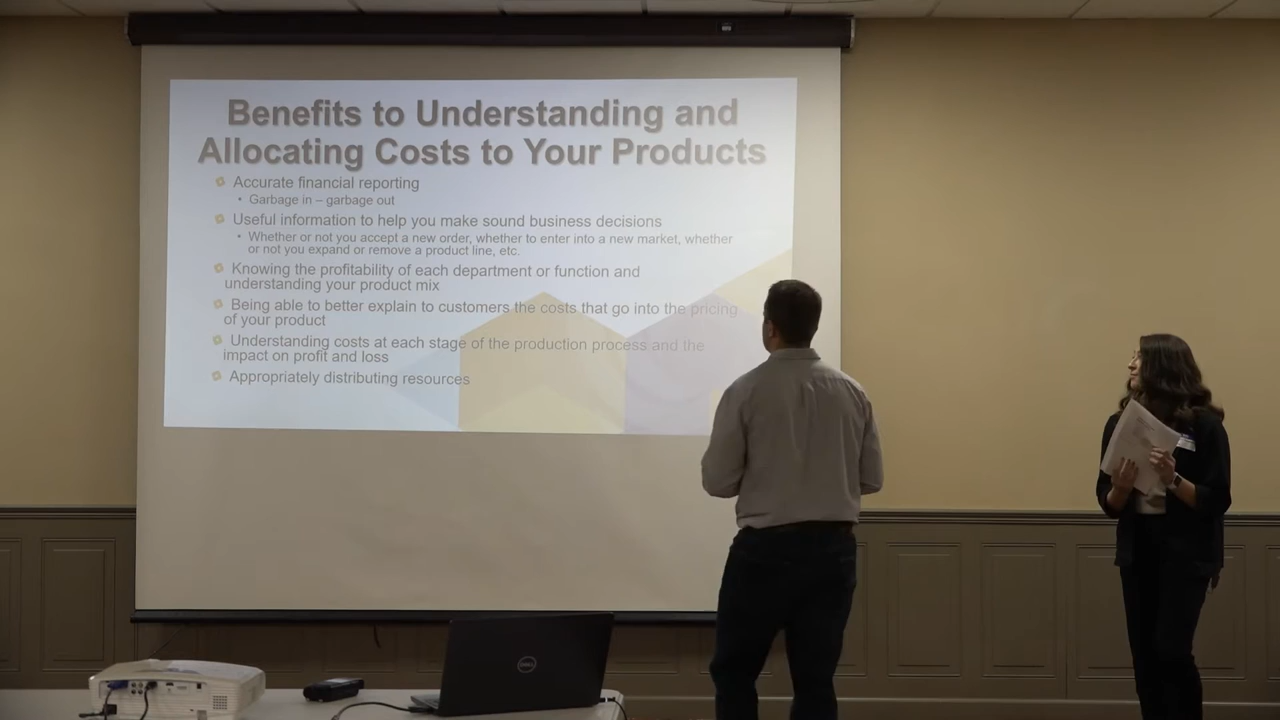 Benefits to Understanding and
Allocating Costs to Your Products
Accurate financial reporting
• Garbage in – garbage out
Useful information to help you make sound business decisions
• Whether or not you accept a new order, whether to enter into a new market, whether
or not you expand or remove a product line, etc.
Knowing the profitability of each department or function and
understanding your product mix
Being able to better explain to customers the costs that go into the pricing
of your product
Understanding costs at each stage of the production process and the
impact on profit and loss
Appropriately distributing resources
DELL